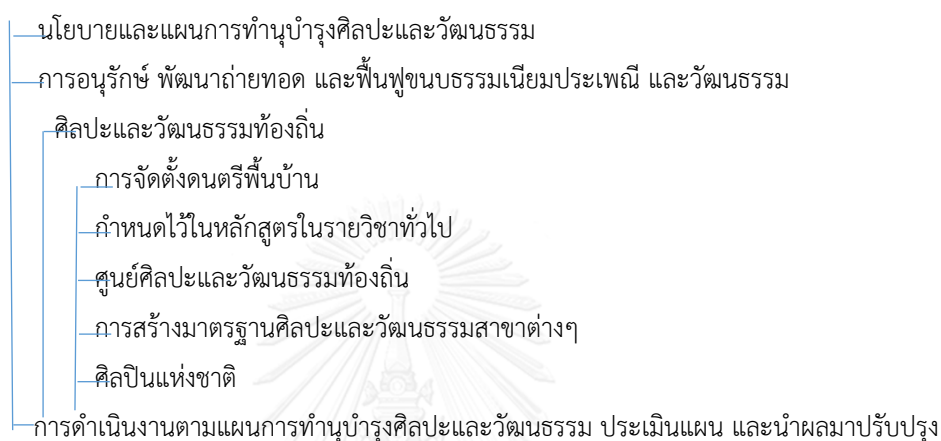 นโยบายและแผนการทำนุบำรุงศิลปะและวัฒนธรรม
การอนุรักษ์ พัฒนาถ่ายทอด และฟื้นฟูขนบธรรมเนียมประเพณี และวัฒนธรรม
ศิลปะและวัฒนธรรมท้องถิ่น
การจัดตั้งดนตรีพื้นบ้าน
กำหนดไว้ในหลักสูตรในรายวิชาทั่วไป
ศูนย์ศิลปะและวัฒนธรรมท้องถิ่น
การสร้างมาตรฐานศิลปะและวัฒนธรรมสาขาต่างๆ
ศิลปินแห่งชาติ
การดำเนินงานตามแผนการทำนุบำรุงศิลปะและวัฒนธรรม ประเมินแผน และนำผลมาปรับปรุง